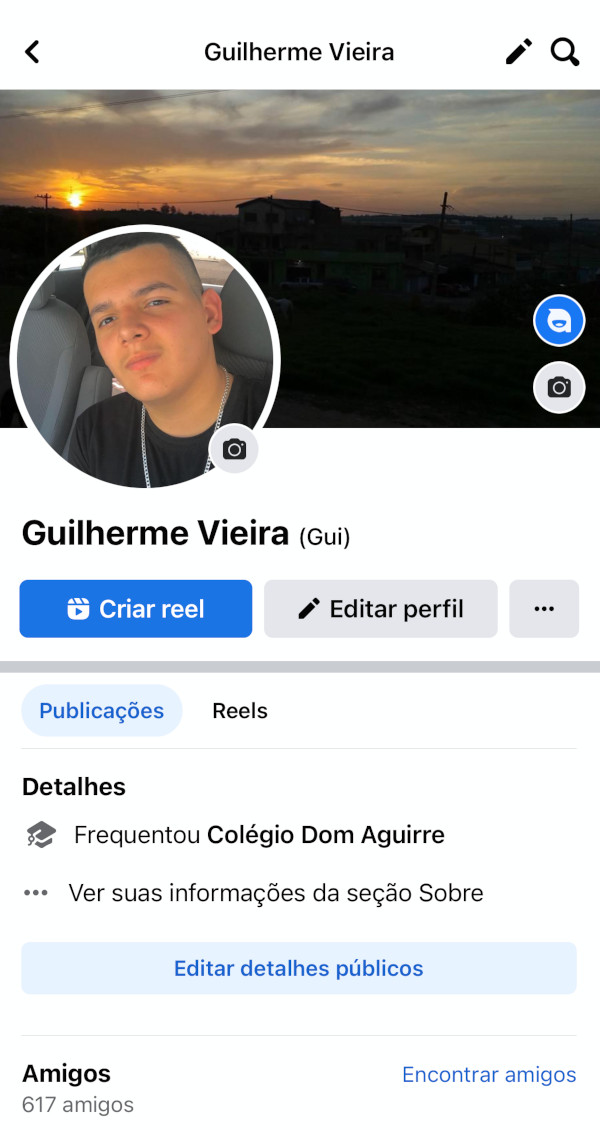 Guilherme Vieira
Guilherme Vieira (Gui)
Criar reel
Editar perfil
Publicações
Reels
Detalhes
Frequentou Colégio Dom Aguirre
Ver suas informações da seção Sobre
Editar detalhes públicos
Amigos
Encontrar amigos
617 amigos